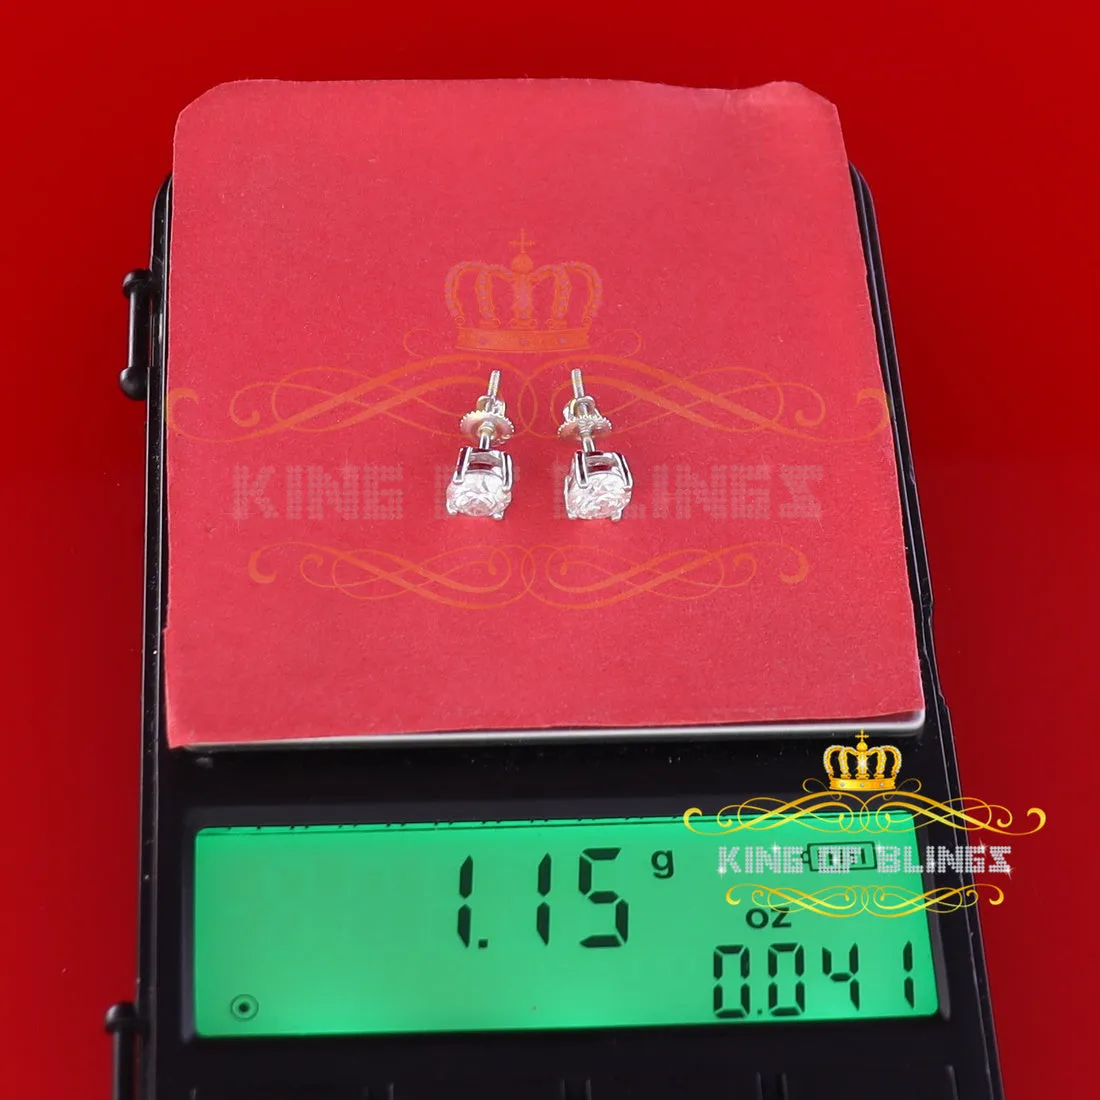 KING OF BLINGS
1.15 g
KING OF BLINGS
oz
0.041